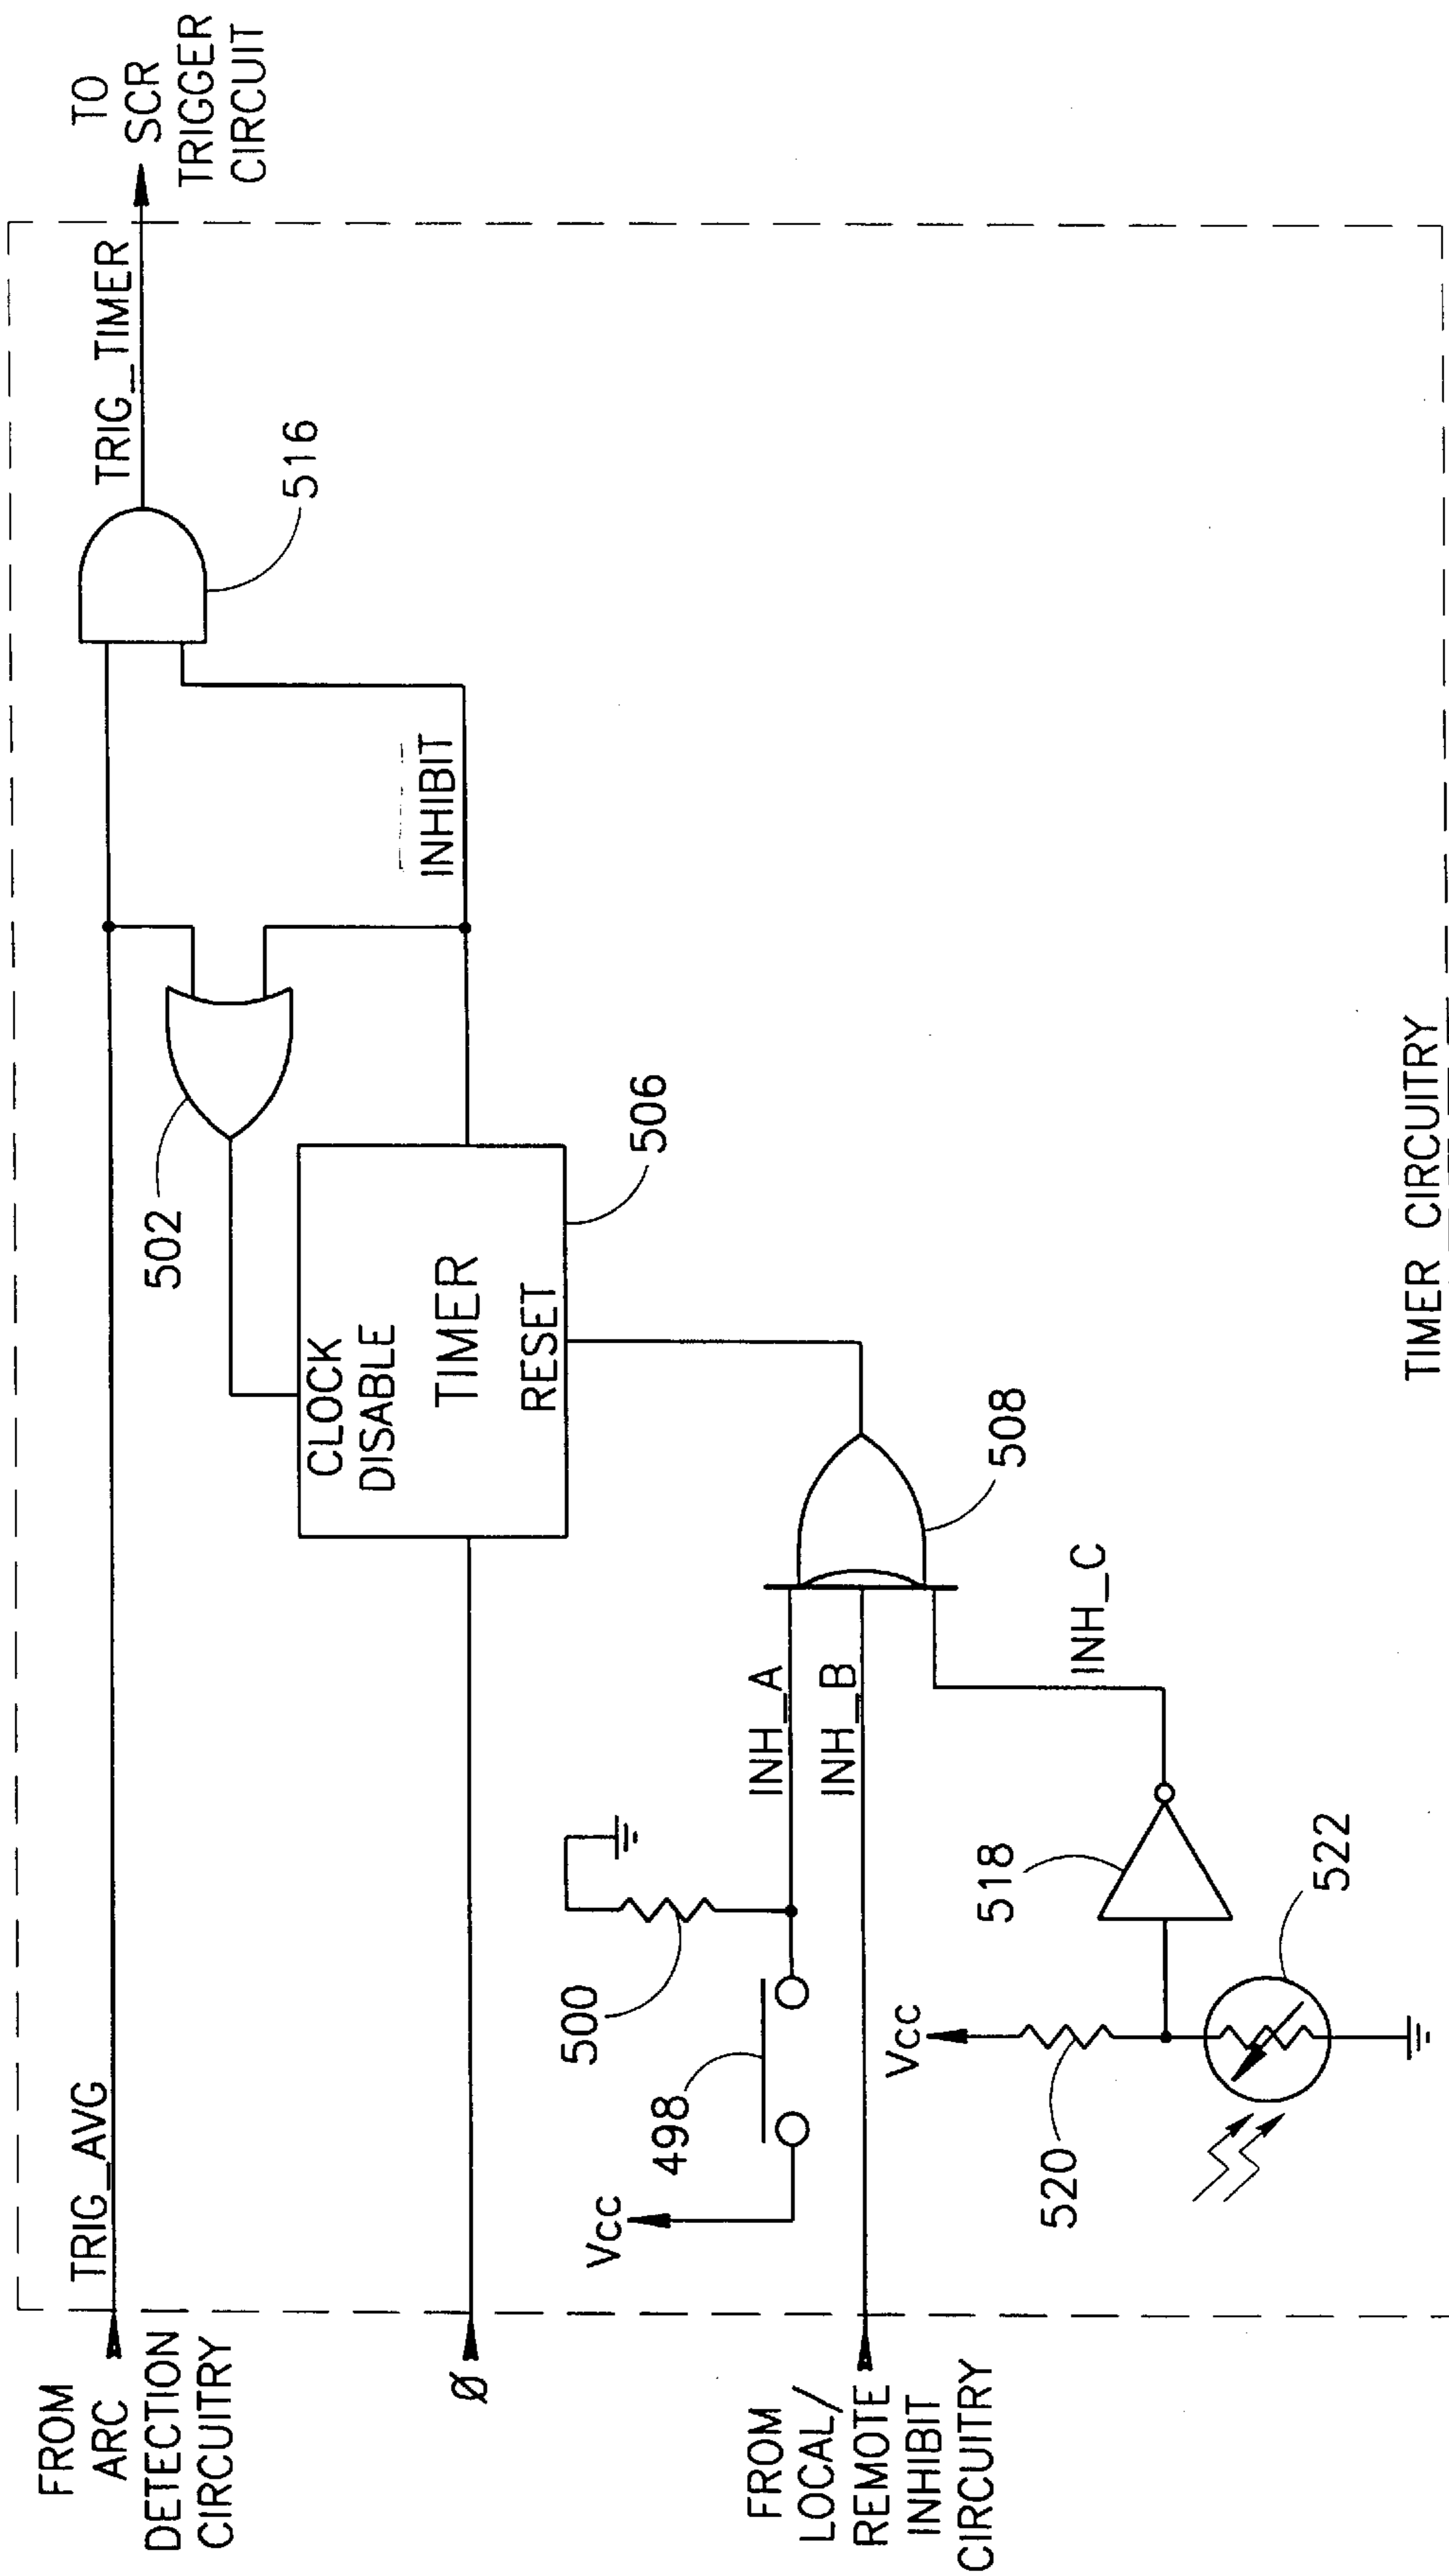 FROM
ARC
DETECTION
CIRCUITRY
TRIG_AVG
TRIG_TIMER
TO
SCR
TRIGGER
CIRCUIT
516
502
INHIBIT
CLOCK
DISABLE
TIMER
RESET
506
Ø
Vcc
498
500
INH_A
INH_B
508
FROM
LOCAL/
REMOTE
INHIBIT
CIRCUITRY
Vcc
520
518
522
INH_C
TIMER CIRCUITRY